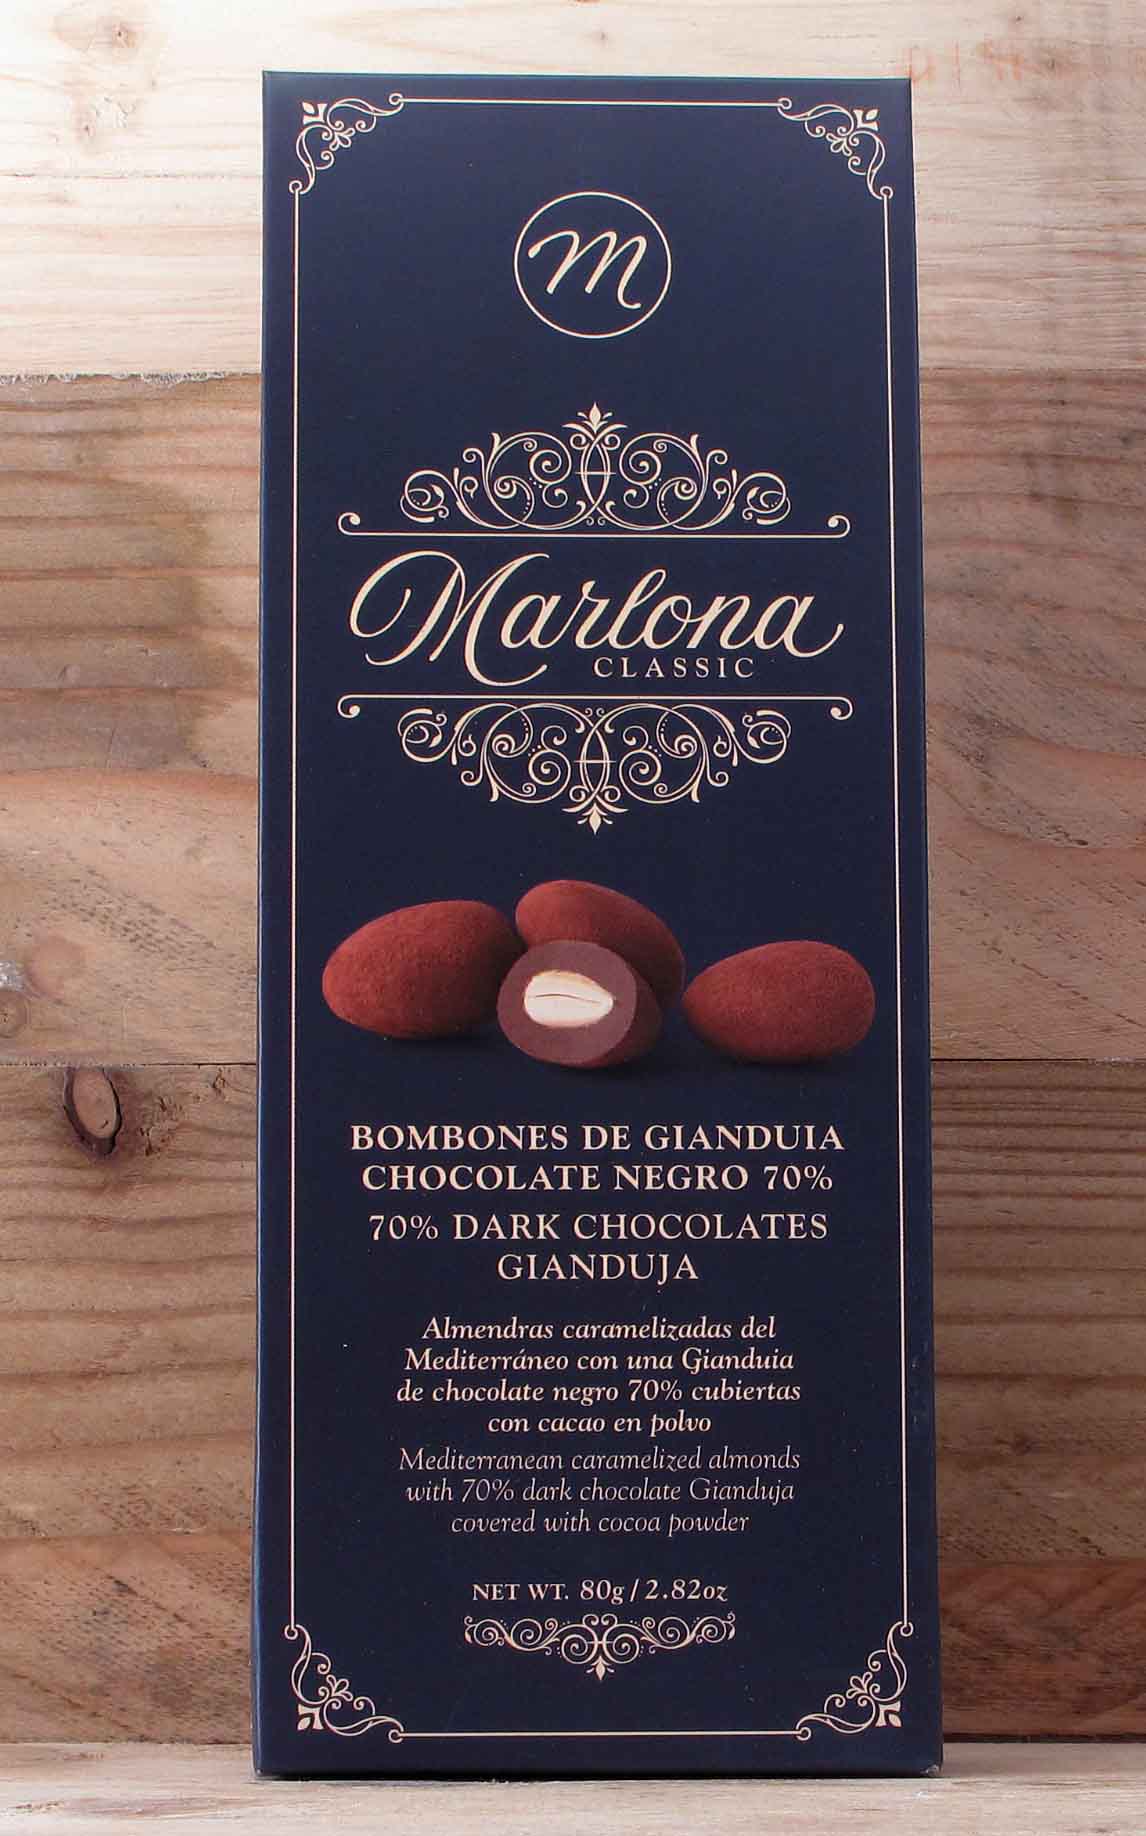 M
Marlona
CLASSIC
BOMBONES DE GIANDUIA
CHOCOLATE NEGRO 70%
70% DARK CHOCOLATES
GIANDUJA
Almendras caramelizadas del
Mediterráneo con una Gianduia
de chocolate negro 70% cubiertas
con cacao en polvo
Mediterranean caramelized almonds
with 70% dark chocolate Gianduja
covered with cocoa powder
NET WT. 80g / 2.82oz